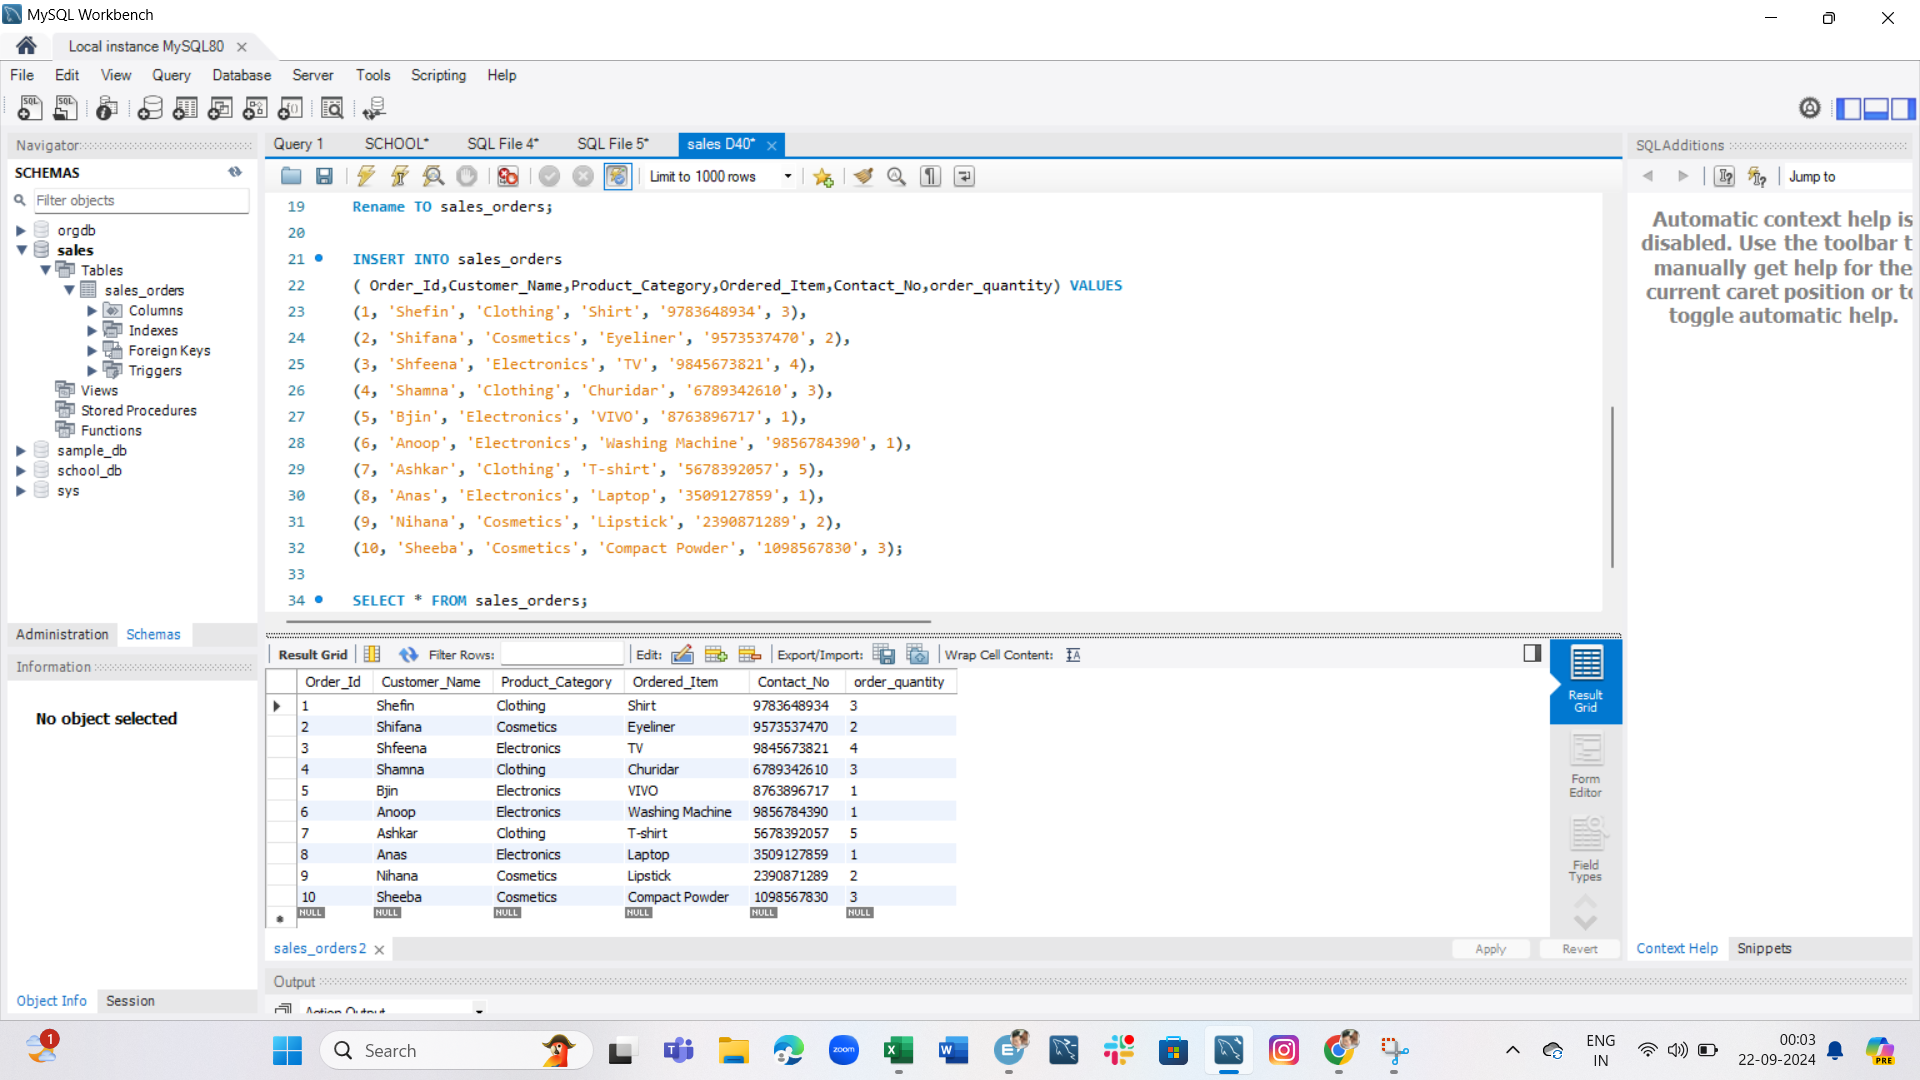 MySQL Workbench
Local instance MySQL80
File Edit View Query Database Server Tools Scripting Help
Navigator
SCHEMAS
Filter objects
orgdb
sales
Tables
sales_orders
Columns
Indexes
Foreign Keys
Triggers
Views
Stored Procedures
Functions
sample_db
school_db
sys
Administration Schemas
Information
No object selected
Object Info Session
Query 1 SCHOOL* SQL File 4* SQL File 5* sales D40*
Limit to 1000 rows
19 Rename TO sales_orders;
20
21 INSERT INTO sales_orders
22 ( Order_Id,Customer_Name,Product_Category,Ordered_Item,Contact_No,order_quantity) VALUES
23 (1, 'Shefin', 'Clothing', 'Shirt', '9783648934', 3),
24 (2, 'Shifana', 'Cosmetics', 'Eyeliner', '9573537470', 2),
25 (3, 'Shfeena', 'Electronics', 'TV', '9845673821', 4),
26 (4, 'Shamna', 'Clothing', 'Churidar', '6789342610', 3),
27 (5, 'Bjin', 'Electronics', 'VIVO', '8763896717', 1),
28 (6, 'Anoop', 'Electronics', 'Washing Machine', '9856784390', 1),
29 (7, 'Ashkar', 'Clothing', 'T-shirt', '5678392057', 5),
30 (8, 'Anas', 'Electronics', 'Laptop', '3509127859', 1),
31 (9, 'Nihana', 'Cosmetics', 'Lipstick', '2390871289', 2),
32 (10, 'Sheeba', 'Cosmetics', 'Compact Powder', '1098567830', 3);
33
34 SELECT * FROM sales_orders;
Result Grid Filter Rows: Edit: Export/Import: Wrap Cell Content:
Order_Id Customer_Name Product_Category Ordered_Item Contact_No order_quantity
1 Shefin Clothing Shirt 9783648934 3
2 Shifana Cosmetics Eyeliner 9573537470 2
3 Shfeena Electronics TV 9845673821 4
4 Shamna Clothing Churidar 6789342610 3
5 Bjin Electronics VIVO 8763896717 1
6 Anoop Electronics Washing Machine 9856784390 1
7 Ashkar Clothing T-shirt 5678392057 5
8 Anas Electronics Laptop 3509127859 1
9 Nihana Cosmetics Lipstick 2390871289 2
10 Sheeba Cosmetics Compact Powder 1098567830 3
NULL NULL NULL NULL NULL NULL
Result
Grid
Form
Editor
Field
Types
sales_orders2 Apply Revert
Output
Action Output
SQLAdditions
Jump to
Automatic context help is
disabled. Use the toolbar t
manually get help for the
current caret position or to
toggle automatic help.
Context Help Snippets
1
Search
zoom
ENG
IN
00:03
22-09-2024
PRE